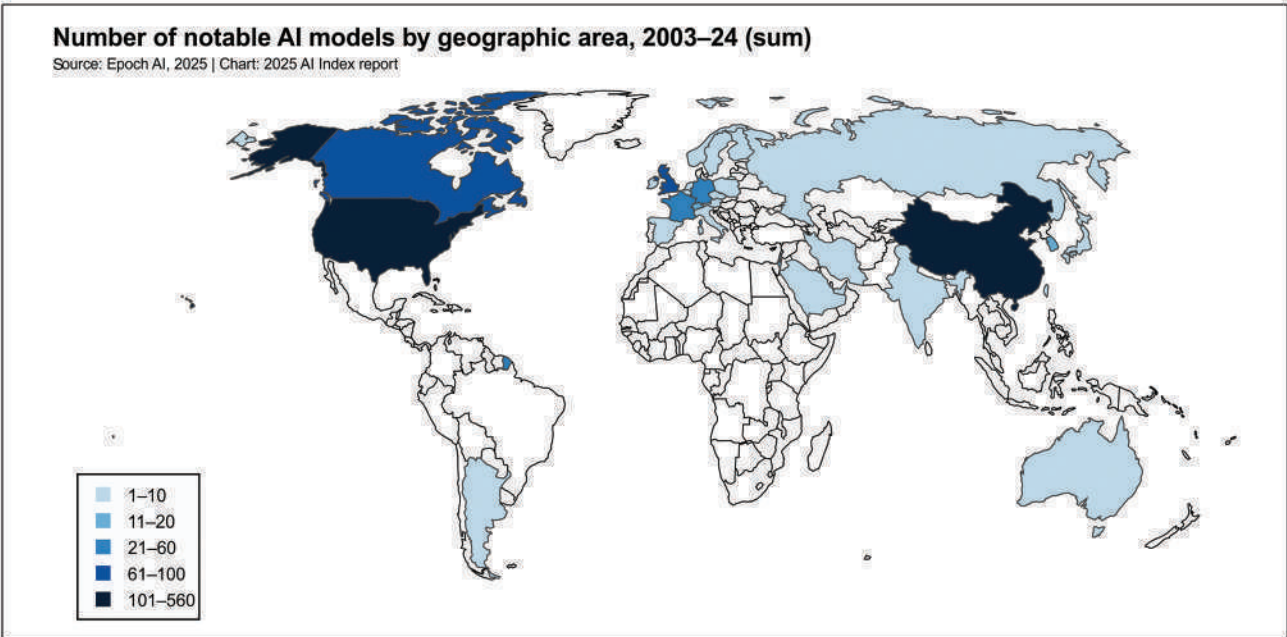 Number of notable AI models by geographic area, 2003–24 (sum)
Source: Epoch AI, 2025 | Chart: 2025 AI Index report
1–10
11–20
21–60
61–100
101–560